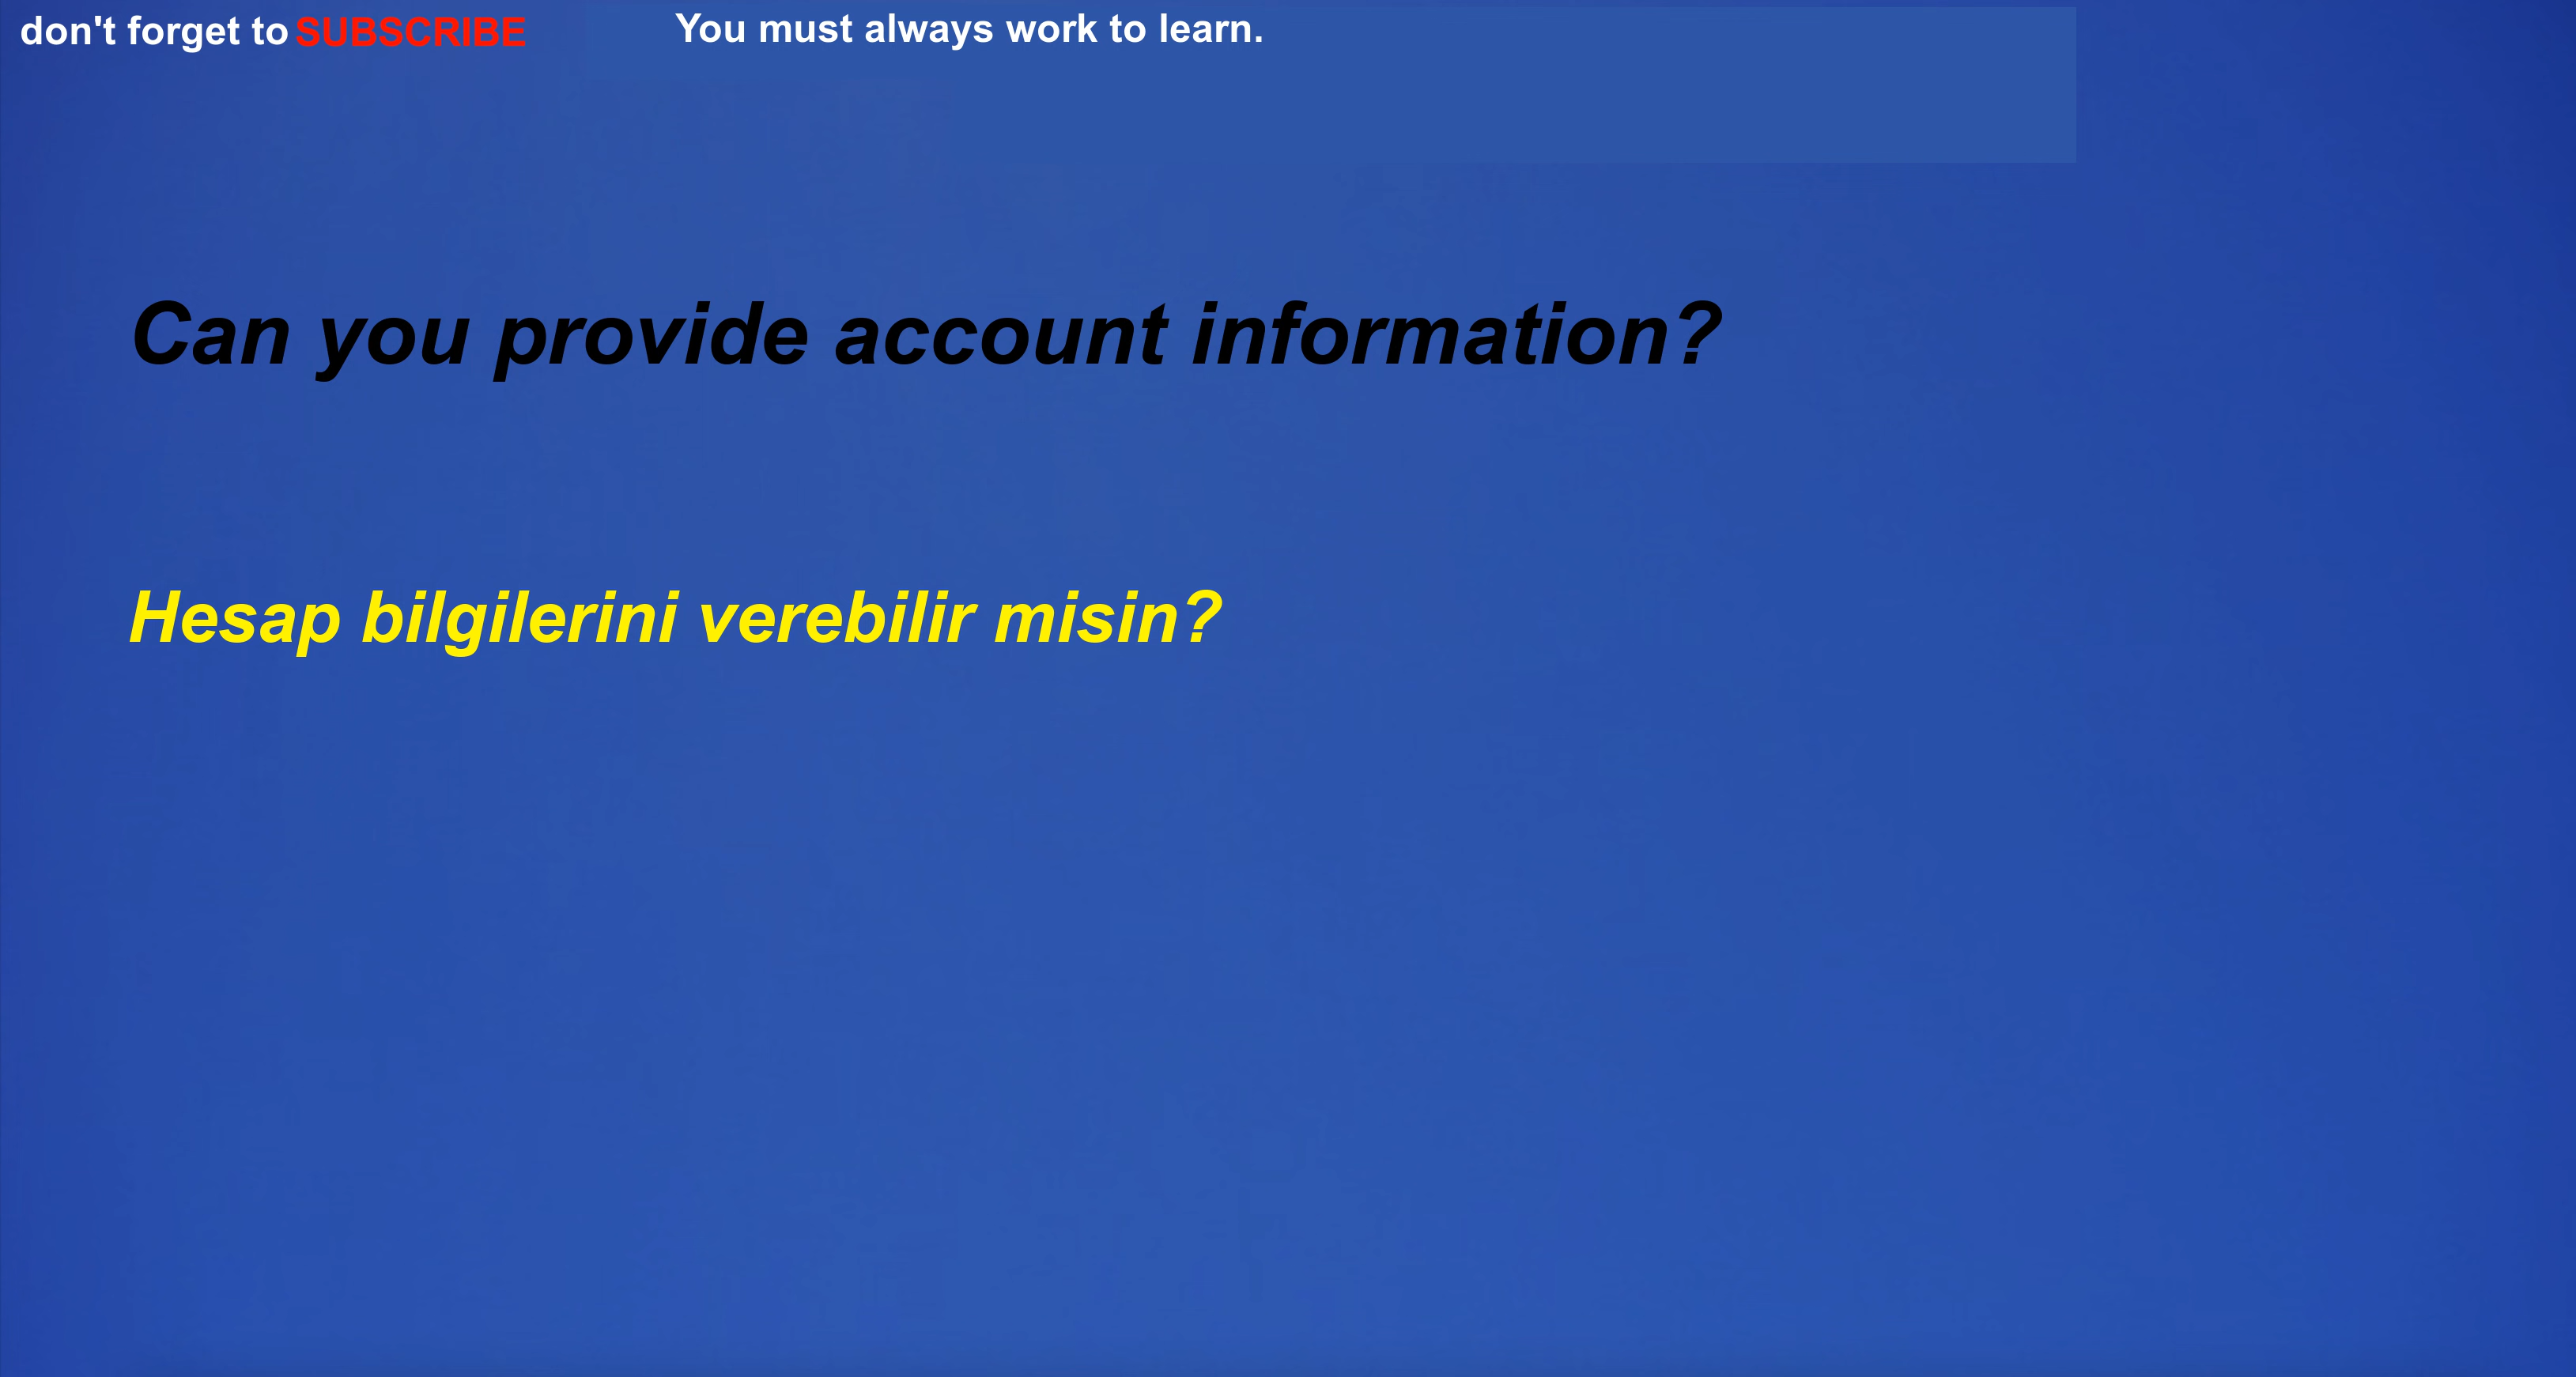 don't forget to SUBSCRIBE
You must always work to learn.
Can you provide account information?
Hesap bilgilerini verebilir misin?